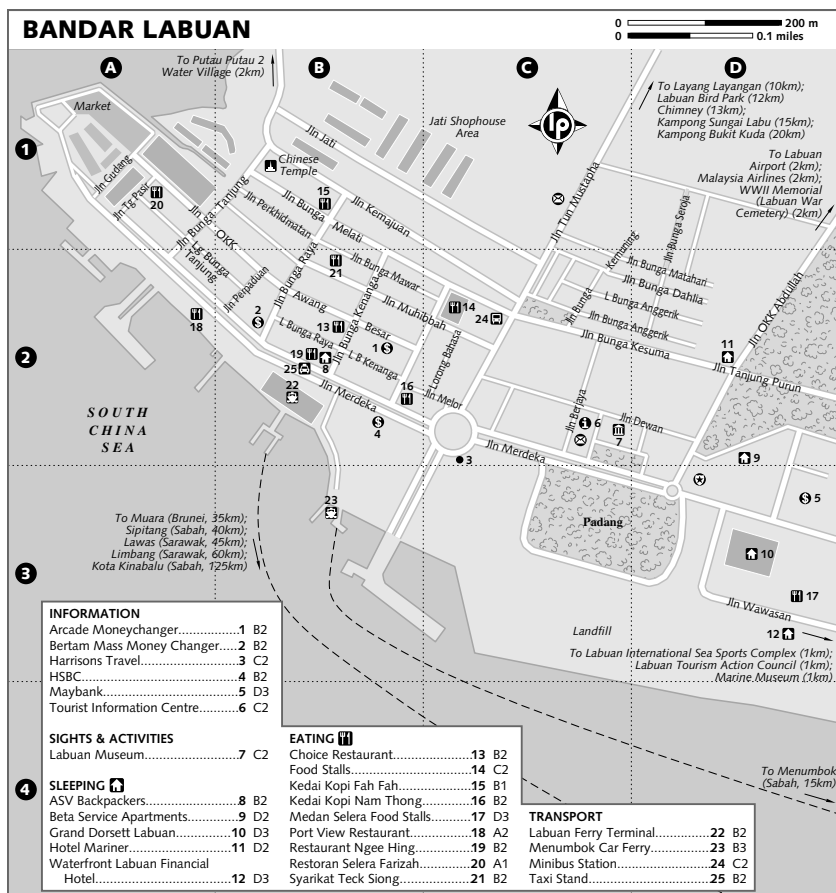 BANDAR LABUAN
0 200 m
0 0.1 miles
A
B
C
D
1
2
3
4
To Putau Putau 2
Water Village (2km)
Market
Jln Gudang
Jln Tg Pasir
20
Jln OKK
Awang
Besar
Jln Bunga Tanjung
Lg Bunga
Tanjung
Jln Perpaduan
Chinese
Temple
Jln Jati
Jati Shophouse
Area
lp
15
Jln Bunga
Melati
Jln Perkhidmatan
Jln Kemajuan
21
Jln Bunga Mawar
Jln Bunga Raya
Jln Bunga Kenanga
Jln Muhibbah
To Layang Layangan (10km);
Labuan Bird Park (12km)
Chimney (13km);
Kampong Sungai Labu (15km);
Kampong Bukit Kuda (20km)
To Labuan
Airport (2km);
Malaysia Airlines (2km);
WWII Memorial
(Labuan War
Cemetery) (2km)
Jln Tun Mustapha
Jln Bunga
Kemuning
Jln Bunga Seroja
Jln Bunga Matahari
Jln Bunga Dahlia
L Bunga Anggerik
Jln Bunga Anggerik
Jln Bunga Kesuma
Jln OKK Abdullah
11
Jln Tanjung Purun
14
24
Lorong Bahasa
18
2
13
L Bunga Raya
1
L B Kenanga
19
8
25
22
16
Jln Melor
Jln Merdeka
4
3
Jln Merdeka
Jln Berjaya
6
Jln Dewan
7
9
5
SOUTH
CHINA
SEA
23
Padang
10
17
Jln Wawasan
12
To Muara (Brunei, 35km);
Sipitang (Sabah, 40km);
Lawas (Sarawak, 45km);
Limbang (Sarawak, 60km);
Kota Kinabalu (Sabah, 125km)
Landfill
To Labuan International Sea Sports Complex (1km);
Labuan Tourism Action Council (1km);
Marine Museum (1km)
To Menumbok
(Sabah, 15km)
INFORMATION
Arcade Moneychanger................1 B2
Bertam Mass Money Changer..2 B2
Harrisons Travel.......................3 C2
HSBC.......................................4 B2
Maybank..................................5 D3
Tourist Information Centre..........6 C2
SIGHTS & ACTIVITIES
Labuan Museum.......................7 C2
SLEEPING
ASV Backpackers......................8 B2
Beta Service Apartments...........9 D2
Grand Dorsett Labuan.............10 D3
Hotel Mariner.........................11 D2
Waterfront Labuan Financial
Hotel.................................12 D3
EATING
Choice Restaurant..................13 B2
Food Stalls.............................14 C2
Kedai Kopi Fah Fah.................15 B1
Kedai Kopi Nam Thong............16 B2
Medan Selera Food Stalls........17 D3
Port View Restaurant..............18 A2
Restaurant Ngee Hing.............19 B2
Restoran Selera Farizah...........20 A1
Syarikat Teck Siong.................21 B2
TRANSPORT
Labuan Ferry Terminal.............22 B2
Menumbok Car Ferry...............23 B3
Minibus Station.......................24 C2
Taxi Stand..............................25 B2